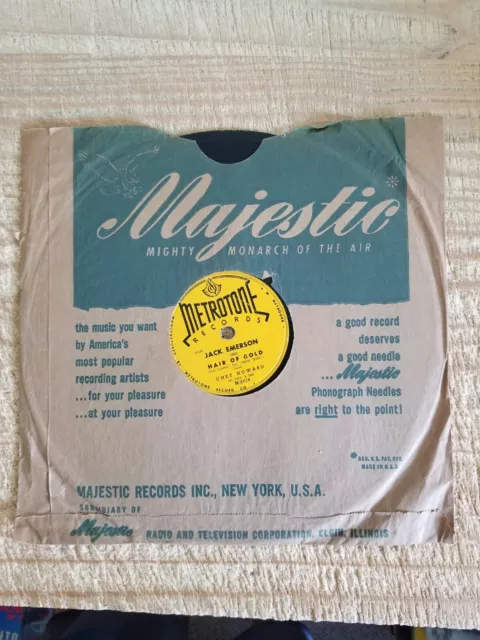 Majestic *
MIGHTY MONARCH OF THE AIR
METROTONE
RECORDS
JACK EMERSON
HAIR OF GOLD
CHET HOWARD
the music you want
by America's
most popular
recording artists
...for your pleasure
...at your pleasure
a good record
deserves
a good needle
...Majestic
Phonograph Needles
are right to the point!
* REG. U.S. PAT. OFF.
MADE IN U.S.A.
MAJESTIC RECORDS INC., NEW YORK, U.S.A.
SUBSIDIARY OF
Majestic RADIO AND TELEVISION CORPORATION, ELGIN, ILLINOIS